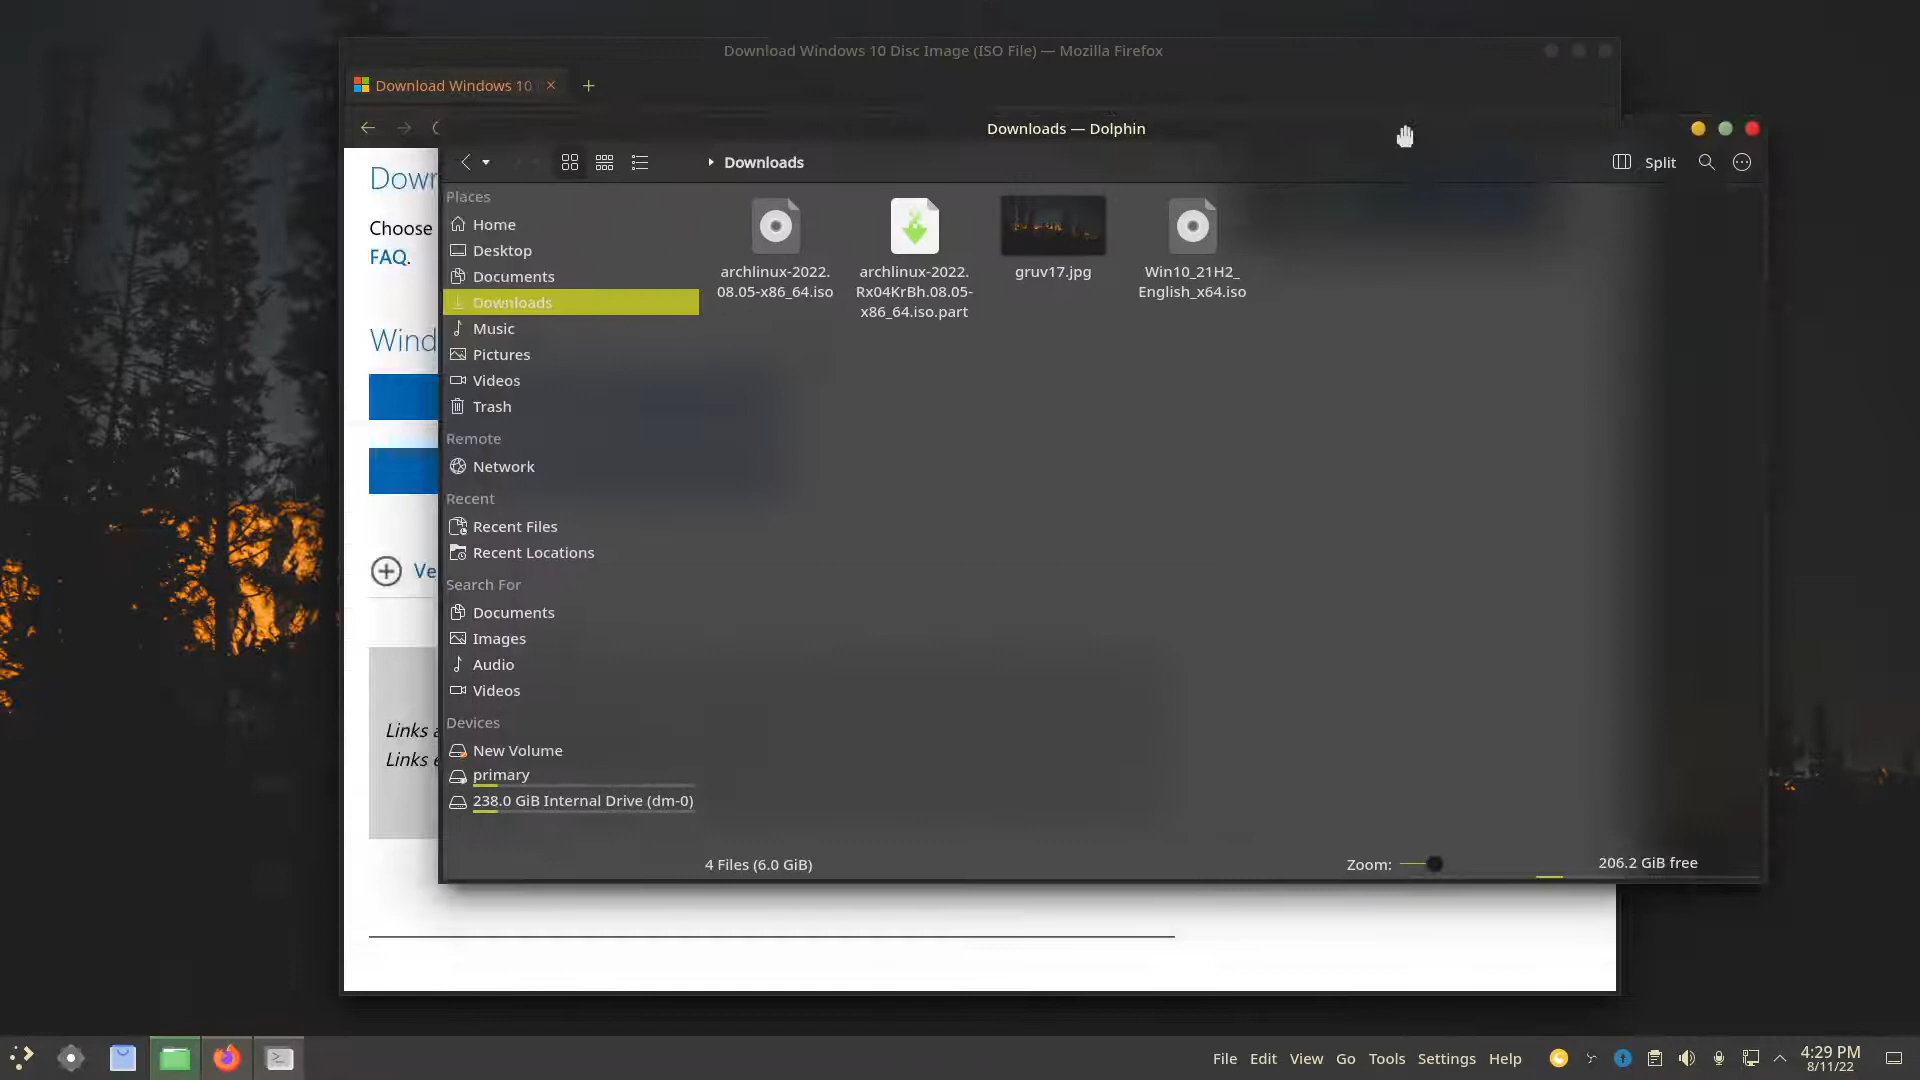 Download Windows 10 Disc Image (ISO File) — Mozilla Firefox
Download Windows 10
Downloads — Dolphin
Downloads
Split
Down
Choose
FAQ.
Wind
Ve
Links
Links
Places
Home
Desktop
Documents
Downloads
Music
Pictures
Videos
Trash
Remote
Network
Recent
Recent Files
Recent Locations
Search For
Documents
Images
Audio
Videos
Devices
New Volume
primary
238.0 GiB Internal Drive (dm-0)
archlinux-2022.
08.05-x86_64.iso
archlinux-2022.
Rx04KrBh.08.05-
x86_64.iso.part
gruv17.jpg
Win10_21H2_
English_x64.iso
4 Files (6.0 GiB)
Zoom:
206.2 GiB free
File Edit View Go Tools Settings Help
4:29 PM
8/11/22